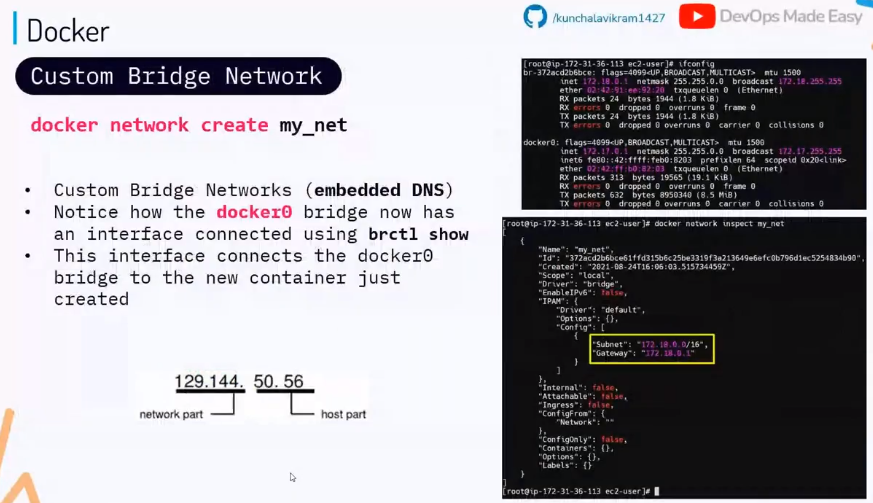 Docker
/kunchalavikram1427
DevOps Made Easy
Custom Bridge Network
docker network create my_net
• Custom Bridge Networks (embedded DNS)
• Notice how the docker0 bridge now has
an interface connected using brctl show
• This interface connects the docker0
bridge to the new container just
created
129.144. 50. 56
network part
host part
[root@ip-172-31-36-113 ec2-user]# ifconfig
br-372acd2b6bce: flags=4099<UP,BROADCAST,MULTICAST> mtu 1500
inet 172.18.0.1 netmask 255.255.0.0 broadcast 172.18.255.255
ether 02:42:91:ee:92:20 txqueuelen 0 (Ethernet)
RX packets 24 bytes 1944 (1.8 KiB)
RX errors 0 dropped 0 overruns 0 frame 0
TX packets 24 bytes 1944 (1.8 KiB)
TX errors 0 dropped 0 overruns 0 carrier 0 collisions 0
docker0: flags=4099<UP,BROADCAST,MULTICAST> mtu 1500
inet 172.17.0.1 netmask 255.255.0.0 broadcast 172.17.255.255
inet6 fe80::42:ffff:feb0:8203 prefixlen 64 scopeid 0x20<link>
ether 02:42:ff:b0:82:03 txqueuelen 0 (Ethernet)
RX packets 313 bytes 19565 (19.1 KiB)
RX errors 0 dropped 0 overruns 0 frame 0
TX packets 632 bytes 8950340 (8.5 MiB)
TX errors 0 dropped 0 overruns 0 carrier 0 collisions 0
[root@ip-172-31-36-113 ec2-user]# docker network inspect my_net
[
{
"Name": "my_net",
"Id": "372acd2b6bce61ffd315b6c25be3319f3a213649e6efc0b796d1ec5254834b90",
"Created": "2021-08-24T16:06:03.515734459Z",
"Scope": "local",
"Driver": "bridge",
"EnableIPv6": false,
"IPAM": {
"Driver": "default",
"Options": {},
"Config": [
{
"Subnet": "172.18.0.0/16",
"Gateway": "172.18.0.1"
}
]
},
"Internal": false,
"Attachable": false,
"Ingress": false,
"ConfigFrom": {
"Network": ""
},
"ConfigOnly": false,
"Containers": {},
"Options": {},
"Labels": {}
}
]
[root@ip-172-31-36-113 ec2-user]#